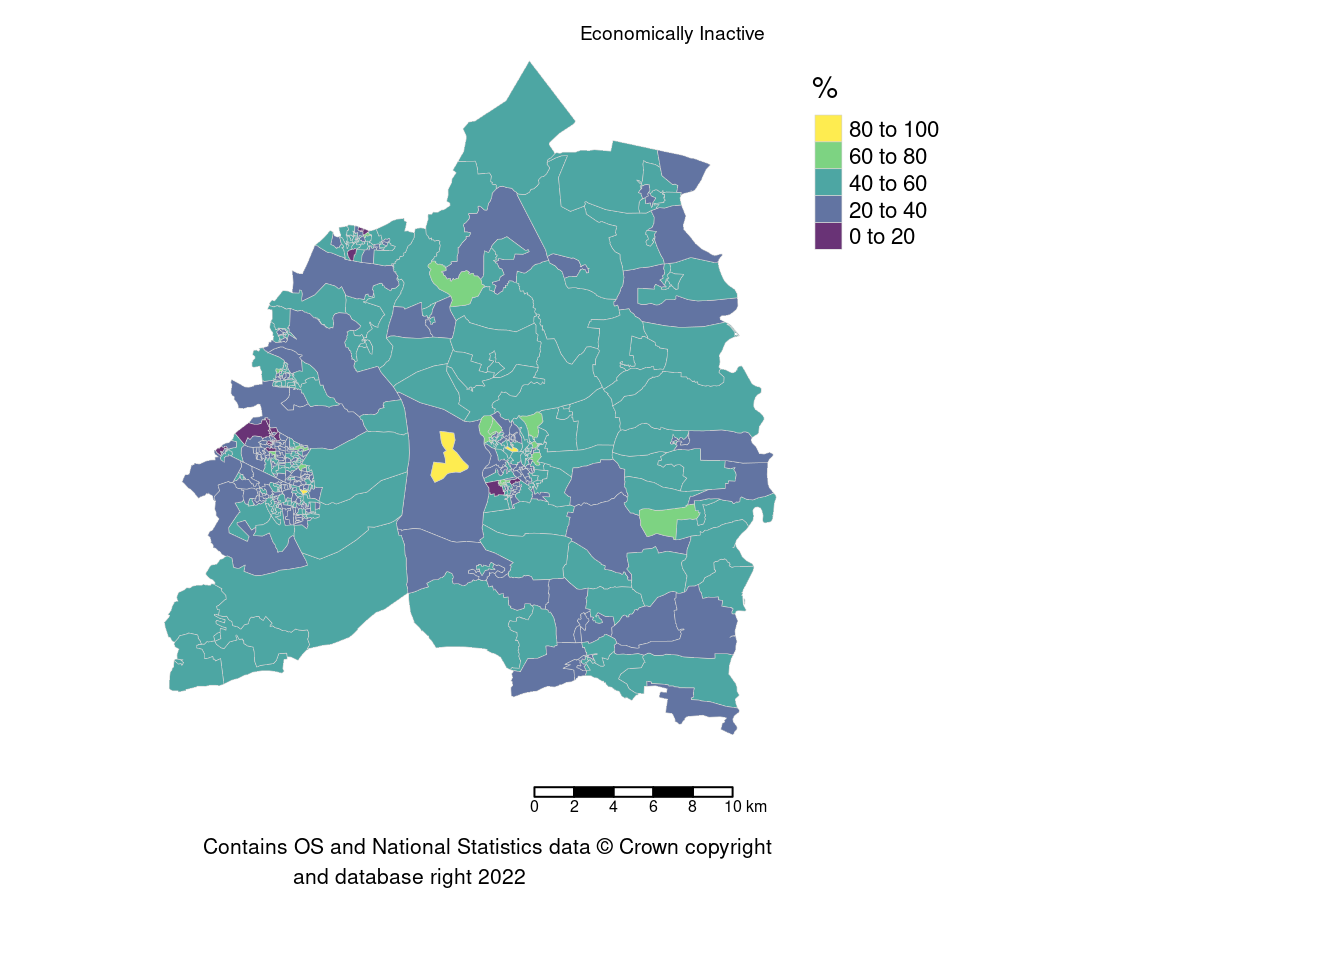 Economically Inactive
%
80 to 100
60 to 80
40 to 60
20 to 40
0 to 20
0 2 4 6 8 10 km
Contains OS and National Statistics data © Crown copyright
and database right 2022